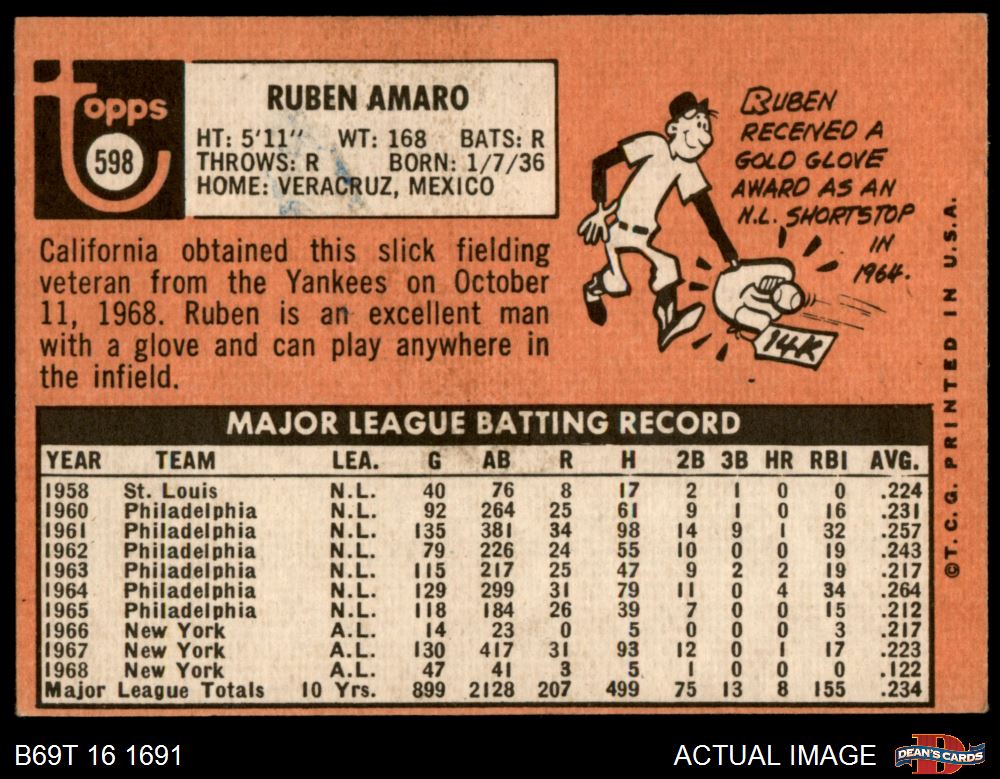 Topps
598
RUBEN AMARO
HT: 5'11" WT: 168 BATS: R
THROWS: R BORN: 1/7/36
HOME: VERACRUZ, MEXICO
California obtained this slick fielding
veteran from the Yankees on October
11, 1968. Ruben is an excellent man
with a glove and can play anywhere in
the infield.
RUBEN
RECEIVED A
GOLD GLOVE
AWARD AS AN
N.L. SHORTSTOP
IN
1964.
14K
MAJOR LEAGUE BATTING RECORD
YEAR TEAM LEA. G AB R H 2B 3B HR RBI AVG.
1958 St. Louis N.L. 40 76 8 17 2 1 0 0 .224
1960 Philadelphia N.L. 92 264 25 61 9 1 0 16 .231
1961 Philadelphia N.L. 135 381 34 98 14 9 1 32 .257
1962 Philadelphia N.L. 79 226 24 55 10 0 0 19 .243
1963 Philadelphia N.L. 115 217 25 47 9 2 2 19 .217
1964 Philadelphia N.L. 129 299 31 79 11 0 4 34 .264
1965 Philadelphia N.L. 118 184 26 39 7 0 0 15 .212
1966 New York A.L. 14 23 0 5 0 0 0 3 .217
1967 New York A.L. 130 417 31 93 12 0 1 17 .223
1968 New York A.L. 47 41 3 5 1 0 0 0 .122
Major League Totals 10 Yrs. 899 2128 207 499 75 13 8 155 .234
©T.C.G. PRINTED IN U.S.A.
B69T 16 1691
ACTUAL IMAGE
DEAN'S CARDS